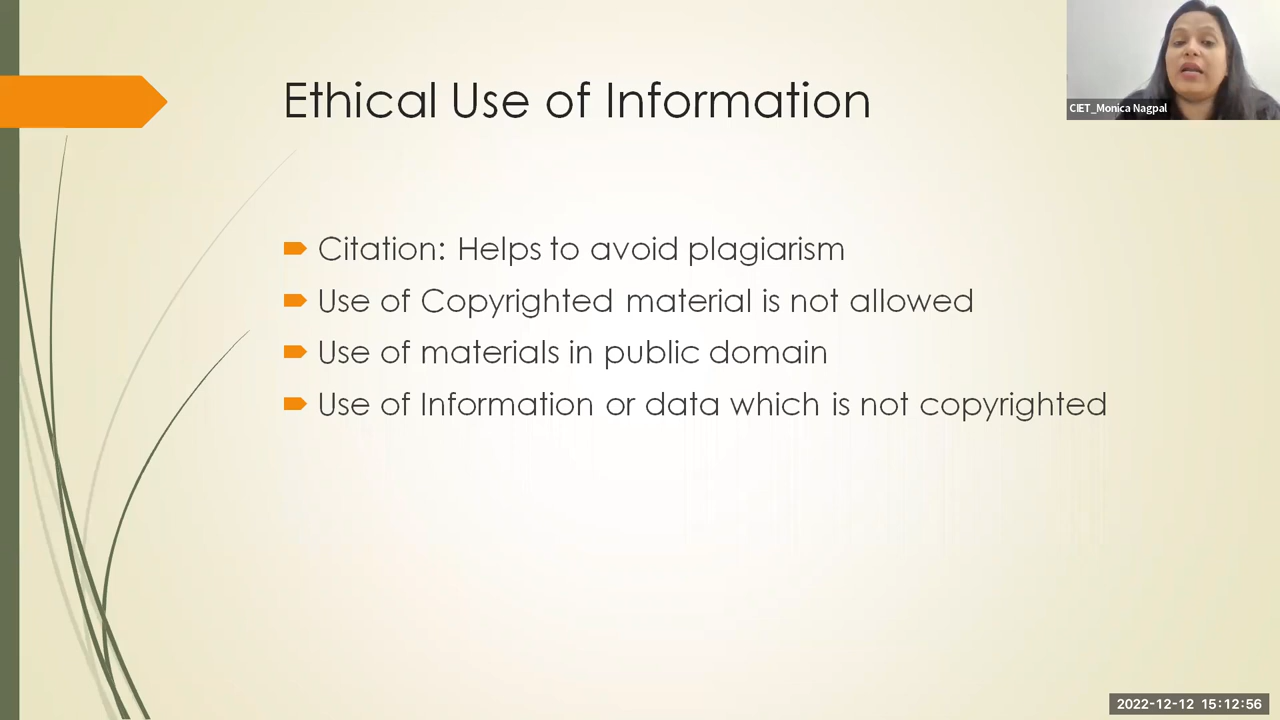 Ethical Use of Information
CIET_Monica Nagpal
Citation: Helps to avoid plagiarism
Use of Copyrighted material is not allowed
Use of materials in public domain
Use of Information or data which is not copyrighted
2022-12-12 15:12:56